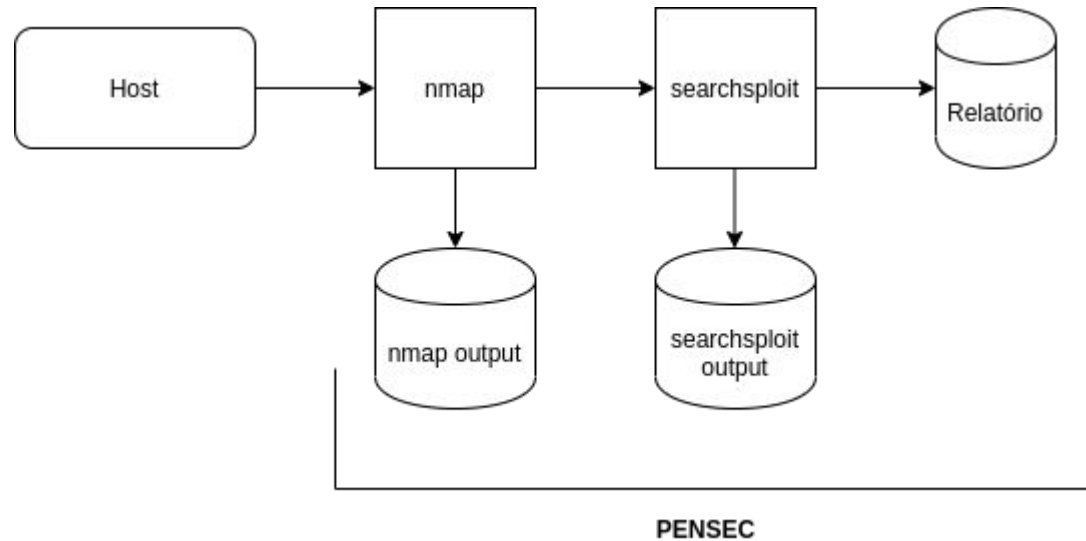 Host
nmap
searchsploit
Relatório
nmap output
searchsploit
output
PENSEC